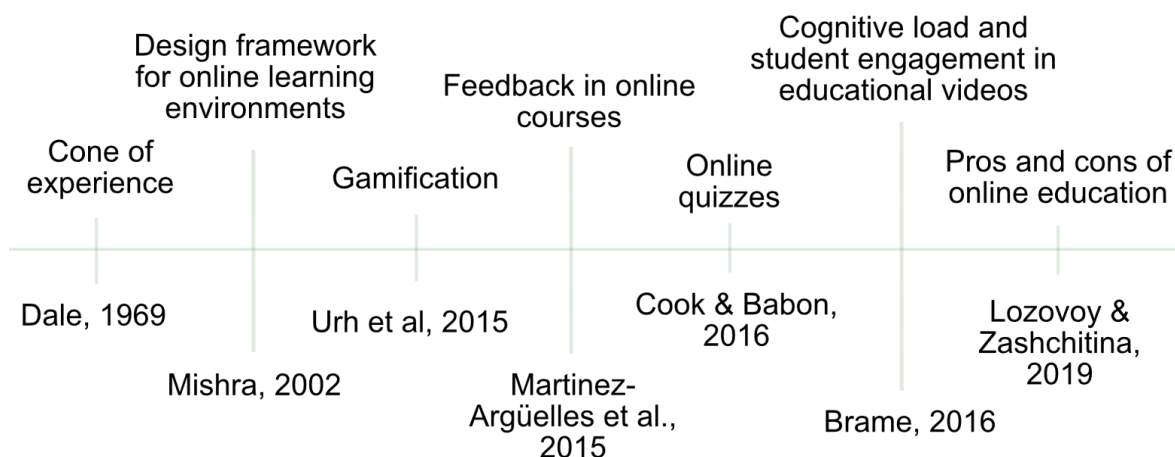 Cone of
experience
Dale, 1969
Design framework
for online learning
environments
Mishra, 2002
Gamification
Urh et al, 2015
Feedback in online
courses
Martinez-
Argüelles et al.,
2015
Online
quizzes
Cook & Babon,
2016
Cognitive load and
student engagement in
educational videos
Brame, 2016
Pros and cons of
online education
Lozovoy &
Zashchitina,
2019